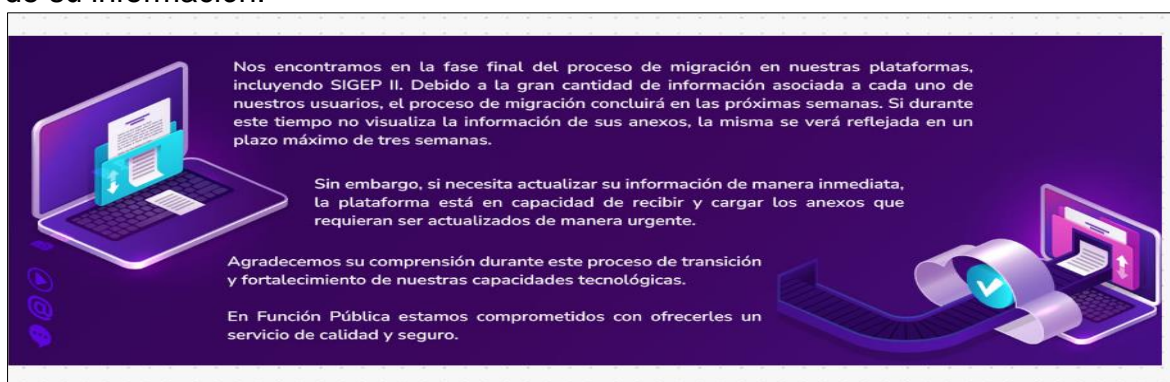 de su información.
Nos encontramos en la fase final del proceso de migración en nuestras plataformas,
incluyendo SIGEP II. Debido a la gran cantidad de información asociada a cada uno de
nuestros usuarios, el proceso de migración concluirá en las próximas semanas. Si durante
este tiempo no visualiza la información de sus anexos, la misma se verá reflejada en un
plazo máximo de tres semanas.
Sin embargo, si necesita actualizar su información de manera inmediata,
la plataforma está en capacidad de recibir y cargar los anexos que
requieran ser actualizados de manera urgente.
Agradecemos su comprensión durante este proceso de transición
y fortalecimiento de nuestras capacidades tecnológicas.
En Función Pública estamos comprometidos con ofrecerles un
servicio de calidad y seguro.